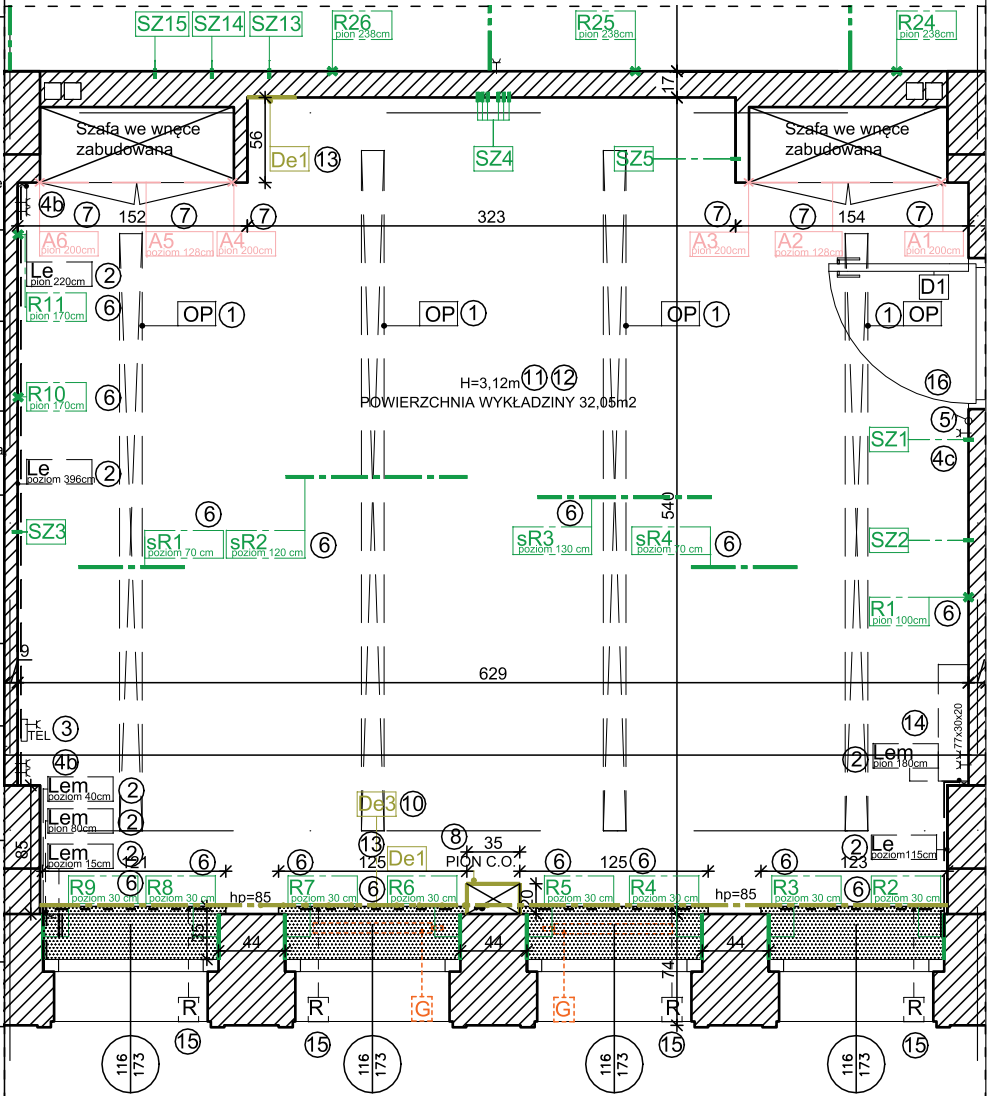 SZ15 SZ14 SZ13
R26
pion 238cm
R25
pion 238cm
R24
pion 238cm
17
Szafa we wnęce
zabudowana
56
De1 13
SZ4
SZ5
Szafa we wnęce
zabudowana
4b
7 152 7 7
323
7 7 154 7
A6
pion 200cm
A5
poziom 128cm
A4
pion 200cm
A3
pion 200cm
A2
poziom 128cm
A1
pion 200cm
Le
pion 220cm
2
D1
R11
pion 170cm
6
OP 1
OP 1
OP 1
1 OP
H=3,12m 11 12
POWIERZCHNIA WYKŁADZINY 32,05m2
R10
pion 170cm
6
16
5
SZ1
4c
Le
poziom 396cm
2
540
SZ3
6
sR1
poziom 70 cm
sR2
poziom 120 cm
6
6
sR3
poziom 130 cm
sR4
poziom 70 cm
6
SZ2
R1
pion 100cm
6
9
629
TEL 3
14
77x30x20
4b
2
Lem
pion 180cm
Lem
poziom 40cm
2
Lem
pion 80cm
2
Lem
poziom 15cm
2
De3 10
13
De1
8
35
PION C.O.
2
Le
poziom115cm
85
121 6
6 125
125 6
6 123
6
6
6
6
R9
poziom 30 cm
R8
poziom 30 cm
hp=85
R7
poziom 30 cm
R6
poziom 30 cm
20
R5
poziom 30 cm
R4
poziom 30 cm
hp=85
R3
poziom 30 cm
R2
poziom 30 cm
35
44
44
44
74
R
R
G
G
R
R
15
15
15
15
116
173
116
173
116
173
116
173